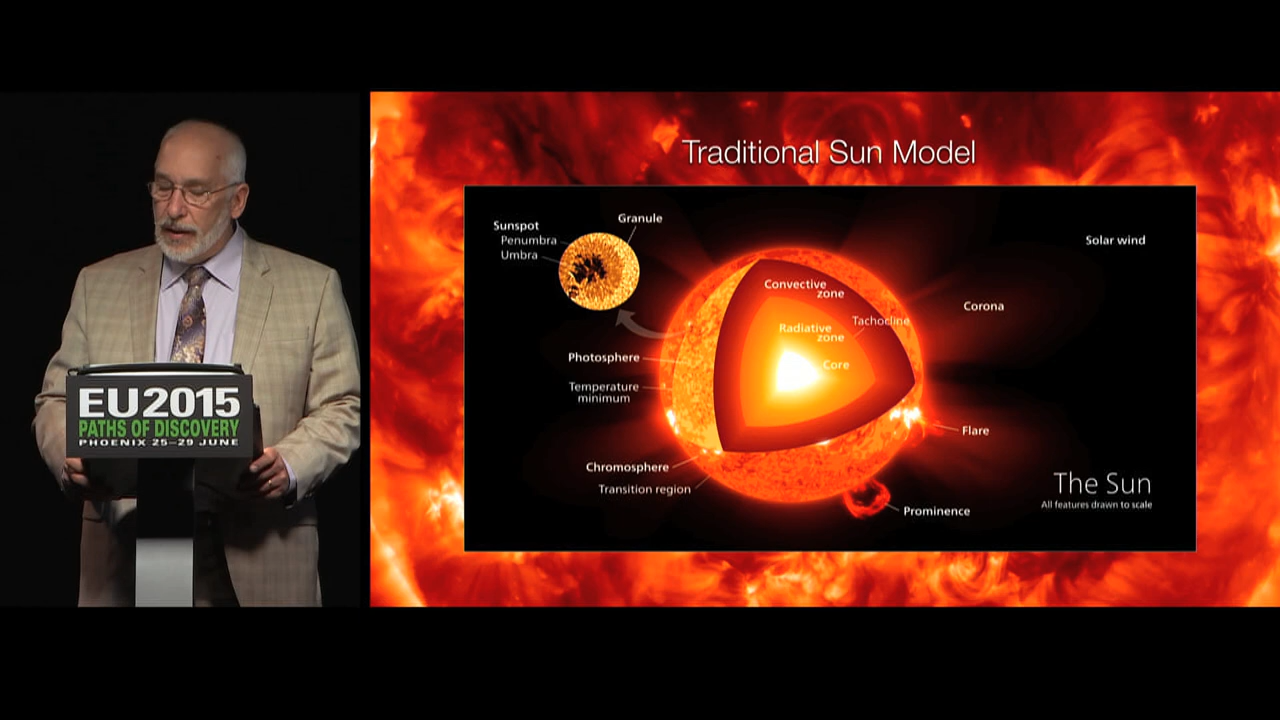 EU2015
PATHS OF DISCOVERY
PHOENIX 25–29 JUNE
Traditional Sun Model
Sunspot
Penumbra
Umbra
Granule
Photosphere
Temperature
minimum
Chromosphere
Transition region
Convective
zone
Radiative
zone
Tachocline
Core
Solar wind
Corona
Flare
Prominence
The Sun
All features drawn to scale